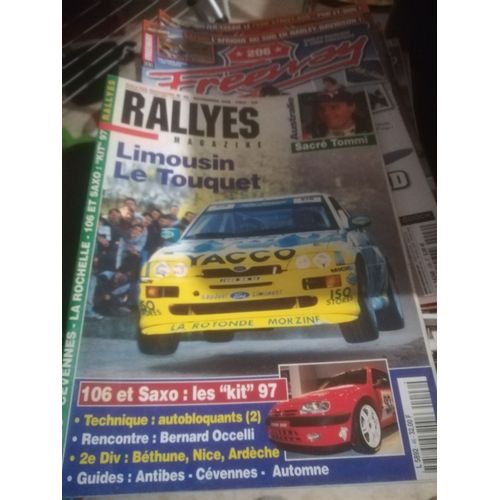 206
Freeway
RALLYES
MAGAZINE
Australie
Sacré Tommi
Limousin
Le Touquet
YACCO
ISO
LA ROTONDE MORZINE
106 et Saxo : les "kit" 97
• Technique : autobloquants (2)
• Rencontre : Bernard Occelli
• 2e Div : Béthune, Nice, Ardèche
• Guides : Antibes - Cévennes - Automne
RALLYES
CÉVENNES - LA ROCHELLE - 106 ET SAXO : "KIT" 97